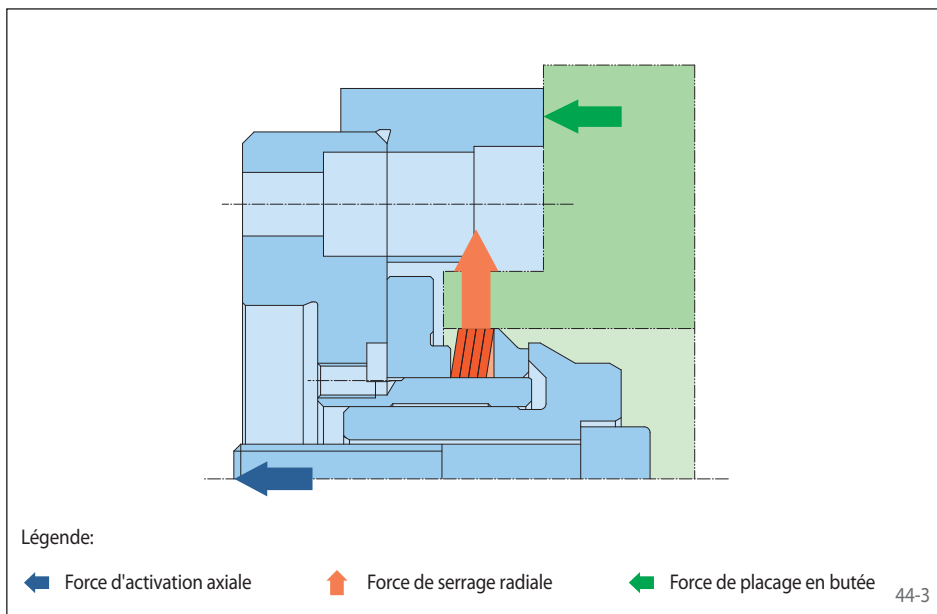 Légende:
Force d'activation axiale
Force de serrage radiale
Force de placage en butée
44-3